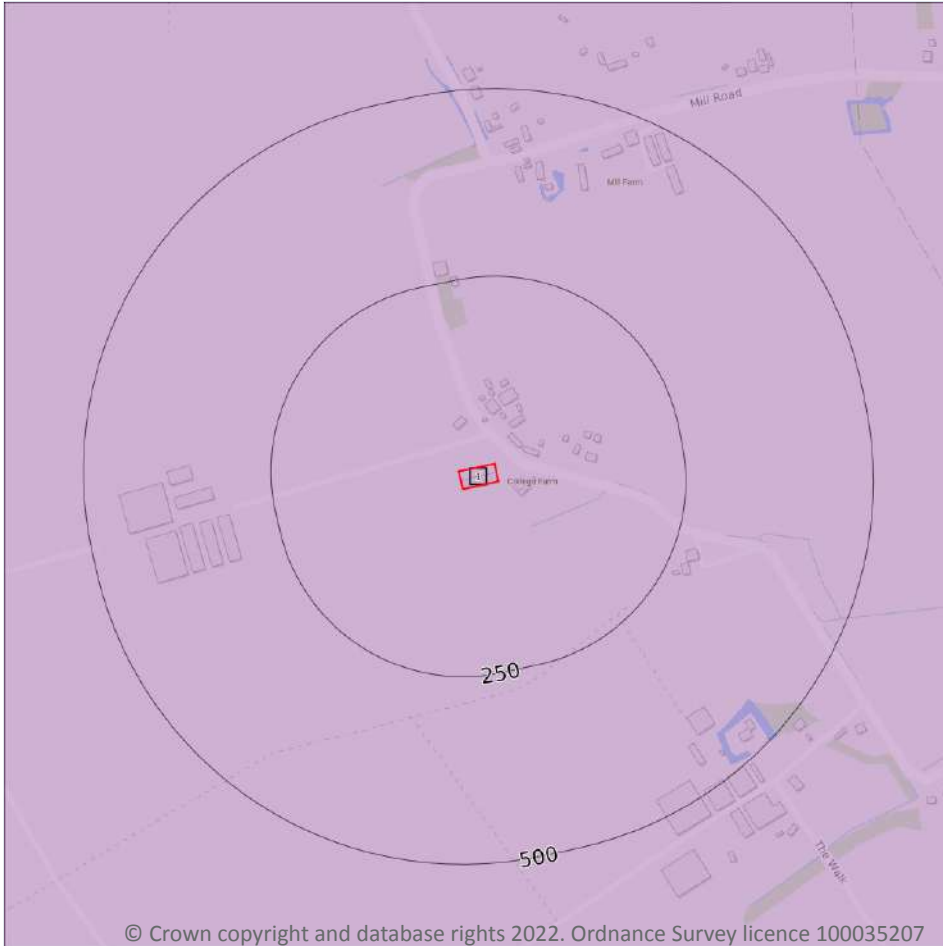 Mill Road
Mill Farm
1
College Farm
250
500
The Walk
© Crown copyright and database rights 2022. Ordnance Survey licence 100035207